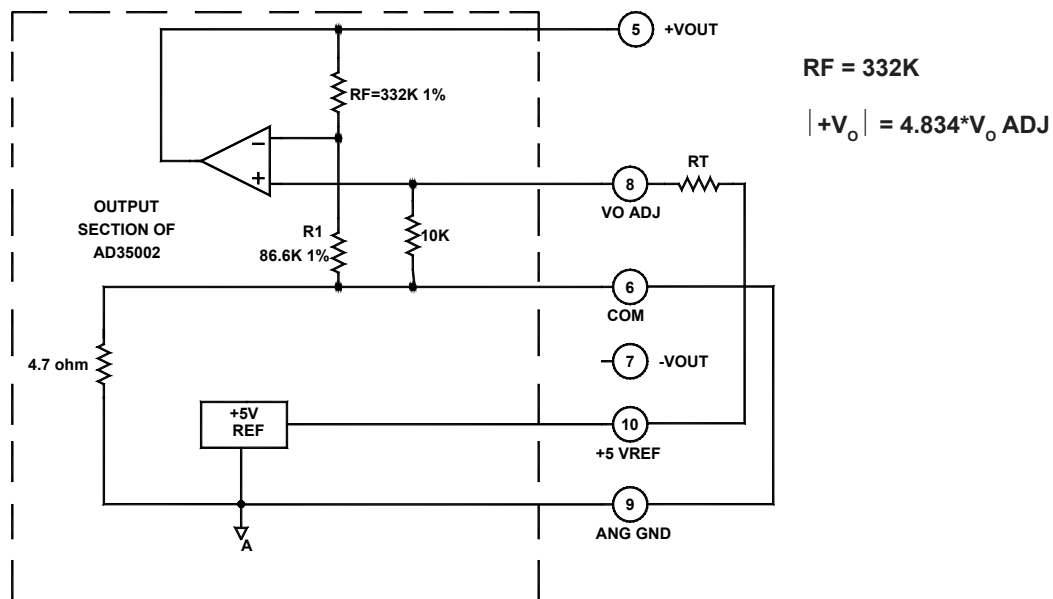 5 +VOUT
RF=332K 1%
RF = 332K
|+Vo| = 4.834*Vo ADJ
−
+
8
VO ADJ
RT
OUTPUT
SECTION OF
AD35002
R1
86.6K 1%
10K
6
COM
4.7 ohm
7 -VOUT
+5V
REF
10
+5 VREF
9
ANG GND
A